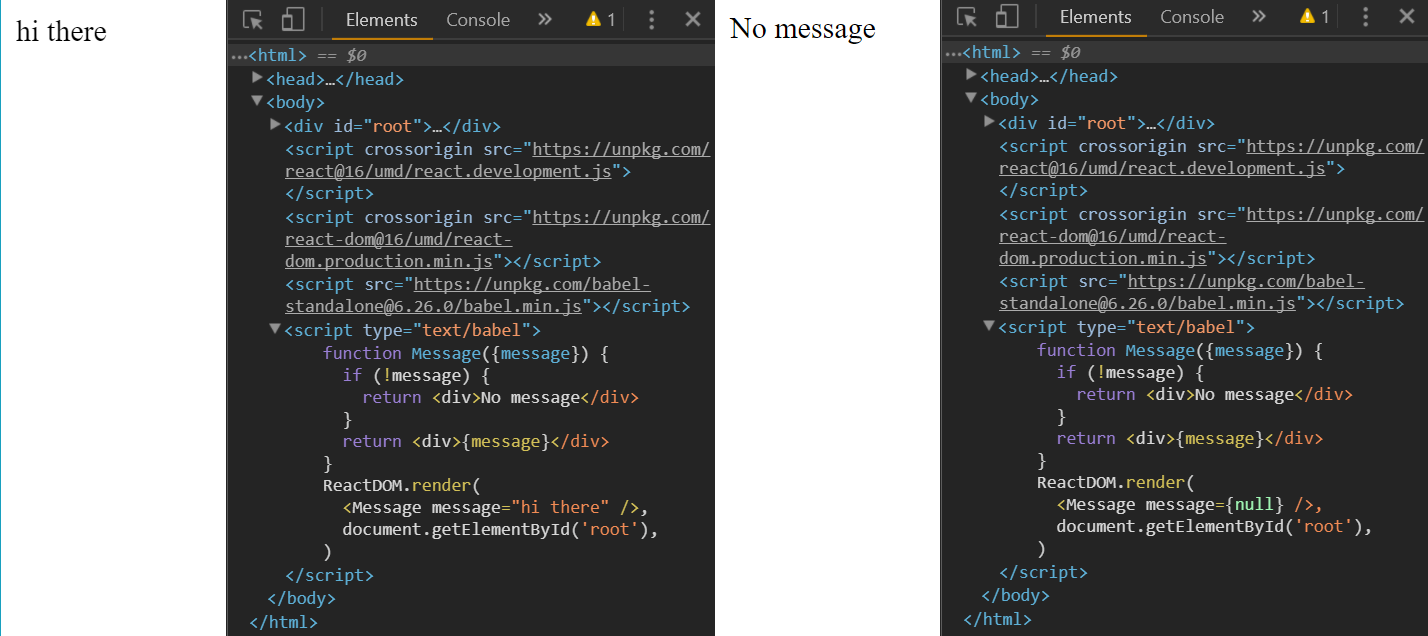 hi there
Elements Console » 1
…<html> == $0
<head>…</head>
<body>
<div id="root">…</div>
<script crossorigin src="https://unpkg.com/
react@16/umd/react.development.js">
</script>
<script crossorigin src="https://unpkg.com/
react-dom@16/umd/react-
dom.production.min.js"></script>
<script src="https://unpkg.com/babel-
standalone@6.26.0/babel.min.js"></script>
<script type="text/babel">
function Message({message}) {
if (!message) {
return <div>No message</div>
}
return <div>{message}</div>
}
ReactDOM.render(
<Message message="hi there" />,
document.getElementById('root'),
)
</script>
</body>
</html>
No message
Elements Console » 1
…<html> == $0
<head>…</head>
<body>
<div id="root">…</div>
<script crossorigin src="https://unpkg.com/
react@16/umd/react.development.js">
</script>
<script crossorigin src="https://unpkg.com/
react-dom@16/umd/react-
dom.production.min.js"></script>
<script src="https://unpkg.com/babel-
standalone@6.26.0/babel.min.js"></script>
<script type="text/babel">
function Message({message}) {
if (!message) {
return <div>No message</div>
}
return <div>{message}</div>
}
ReactDOM.render(
<Message message={null} />,
document.getElementById('root'),
)
</script>
</body>
</html>